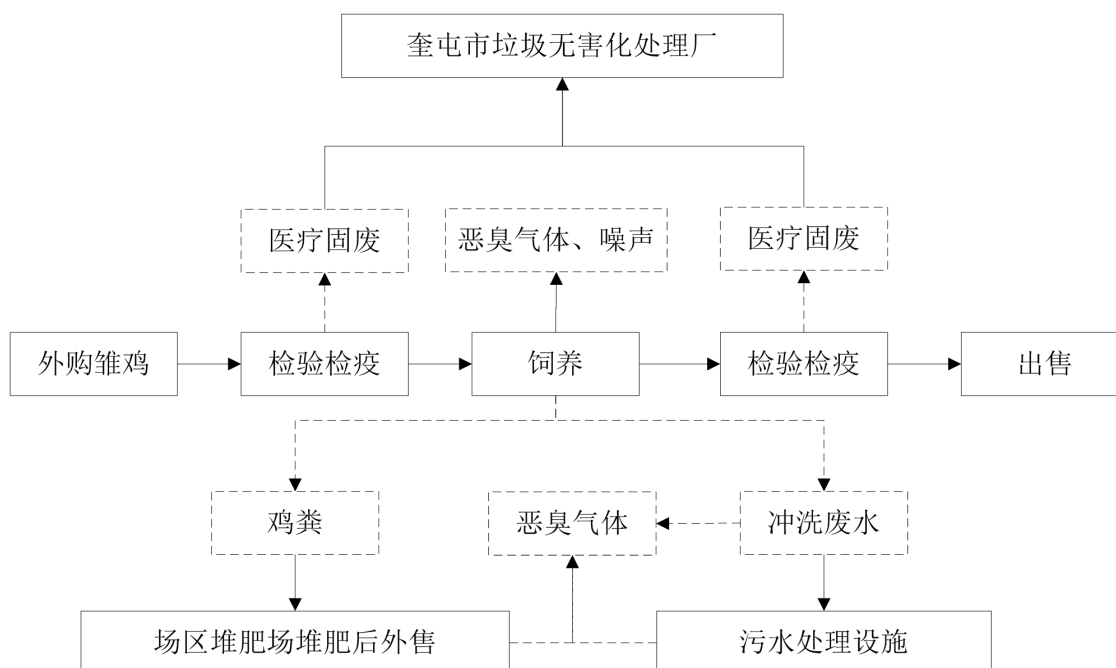 奎屯市垃圾无害化处理厂
医疗固废
恶臭气体、噪声
医疗固废
外购雏鸡
检验检疫
饲养
检验检疫
出售
鸡粪
恶臭气体
冲洗废水
场区堆肥场堆肥后外售
污水处理设施